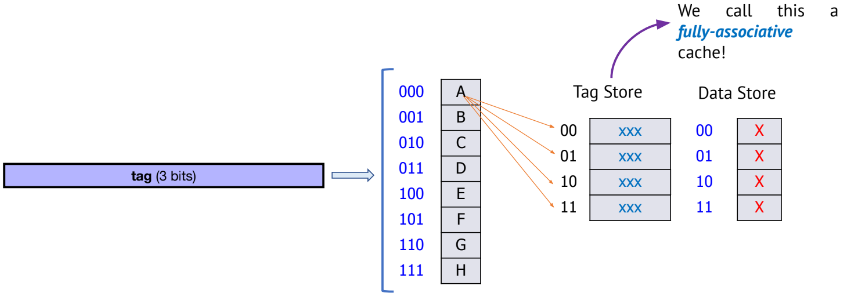 We call this a
fully-associative
cache!
Tag Store Data Store
tag (3 bits)
000 A
001 B
010 C
011 D
100 E
101 F
110 G
111 H
00 xxx 00 X
01 xxx 01 X
10 xxx 10 X
11 xxx 11 X